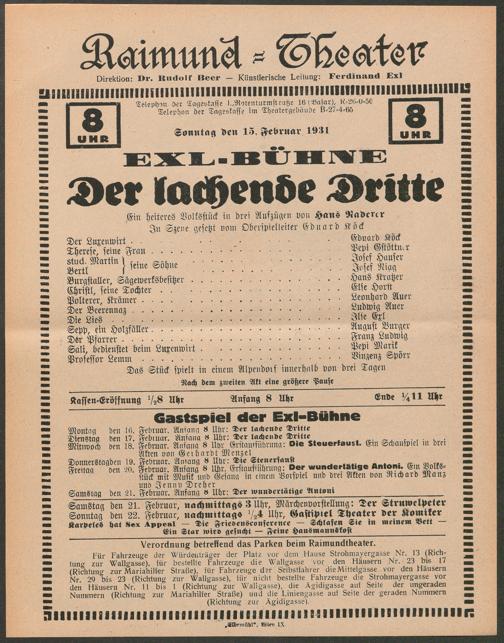 Raimund-Theater
Direktion: Dr. Rudolf Beer — Künstlerische Leitung: Ferdinand Exl
8 UHR
Telephon der Tageskasse I., Rotenturmstraße 16 (Basar), R-26-0-50
Telephon der Tageskasse im Theatergebäude B-27-4-65
8 UHR
Sonntag den 15. Februar 1931
EXL-BÜHNE
Der lachende Dritte
Ein heiteres Volksstück in drei Aufzügen von Hans Naderer
In Szene gesetzt vom Oberspielleiter Eduard Köck
Der Luxenwirt . . . Eduard Köck
Therese, seine Frau . . . Pepi Gstöttner
stud. Martin } seine Söhne . . . Josef Hauser
Bertl } . . . Josef Riag
Burgstaller, Sägewerksbesitzer . . . Hans Kratzer
Christl, seine Tochter . . . Else Horn
Polterer, Krämer . . . Leonhard Auer
Der Beerennaz . . . Ludwig Auer
Die Lies . . . Ilse Exl
Sepp, ein Holzfäller . . . August Burger
Der Pfarrer . . . Franz Ludwig
Sali, bedienstet beim Luxenwirt . . . Pepi Marik
Professor Lemm . . . Vinzenz Spörr
Das Stück spielt in einem Alpendorf innerhalb von drei Tagen
Nach dem zweiten Akt eine größere Pause
Kassen-Eröffnung ½8 Uhr Anfang 8 Uhr Ende ¼11 Uhr
Gastspiel der Exl-Bühne
Montag den 16. Februar. Anfang 8 Uhr: Der lachende Dritte
Dienstag den 17. Februar. Anfang 8 Uhr: Der lachende Dritte
Mittwoch den 18. Februar. Anfang 8 Uhr: Erstaufführung: Die Steuerfaust. Ein Schauspiel in drei
Akten von Gerhardt Menzel
Donnerstag den 19. Februar. Anfang 8 Uhr: Die Steuerfaust
Freitag den 20. Februar. Anfang 8 Uhr: Erstaufführung: Der wundertätige Antoni. Ein Volks-
stück mit Musik und Gesang in einem Vorspiel und drei Akten von Richard Manz
und Jenny Dreher
Samstag den 21. Februar. Anfang 8 Uhr: Der wundertätige Antoni
Samstag den 21. Februar, nachmittags 3 Uhr, Märchenvorstellung: Der Struwelpeter
Sonntag den 22. Februar, nachmittags ¼4 Uhr, Gastspiel Theater der Komiker
Karpeles hat Sex Appeal — Die Friedensconference — Schlafen Sie in meinem Bett —
Ein Star wird gesucht — Feine Hausmannskost
Verordnung betreffend das Parken beim Raimundtheater.
Für Fahrzeuge der Würdenträger der Platz vor dem Hause Strohmayergasse Nr. 13 (Rich-
tung zur Wallgasse), für bestellte Fahrzeuge die Wallgasse vor den Häusern Nr. 23 bis 17
(Richtung zur Mariahilfer Straße), für Fahrzeuge der Selbstfahrer die Mittelgasse vor den Häusern
Nr. 29 bis 23 (Richtung zur Wallgasse), für nicht bestellte Fahrzeuge die Strohmayergasse vor
den Häusern Nr. 11 bis 1 (Richtung zur Wallgasse), die Agidigasse auf Seite der ungeraden
Nummern (Richtung zur Mariahilfer Straße) und die Liniengasse auf Seite der geraden Nummern
(Richtung zur Agidigasse).
„Elbemühl", Wien IX.